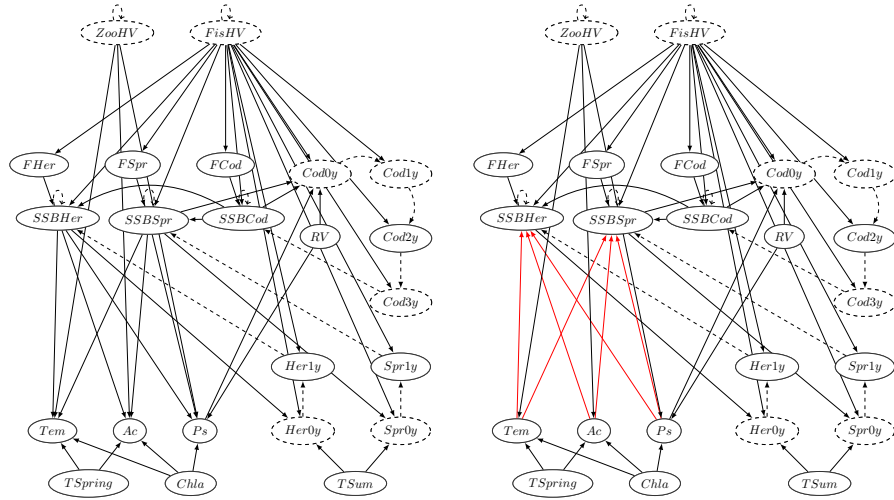 ZooHV FisHV ZooHV FisHV
FHer FSpr FCod Cod0y Cod1y FHer FSpr FCod Cod0y Cod1y
SSBHer SSBSpr SSBCod RV Cod2y SSBHer SSBSpr SSBCod RV Cod2y
Cod3y Cod3y
Her1y Spr1y Her1y Spr1y
Tem Ac Ps Her0y Spr0y Tem Ac Ps Her0y Spr0y
TSpring Chla TSum TSpring Chla TSum